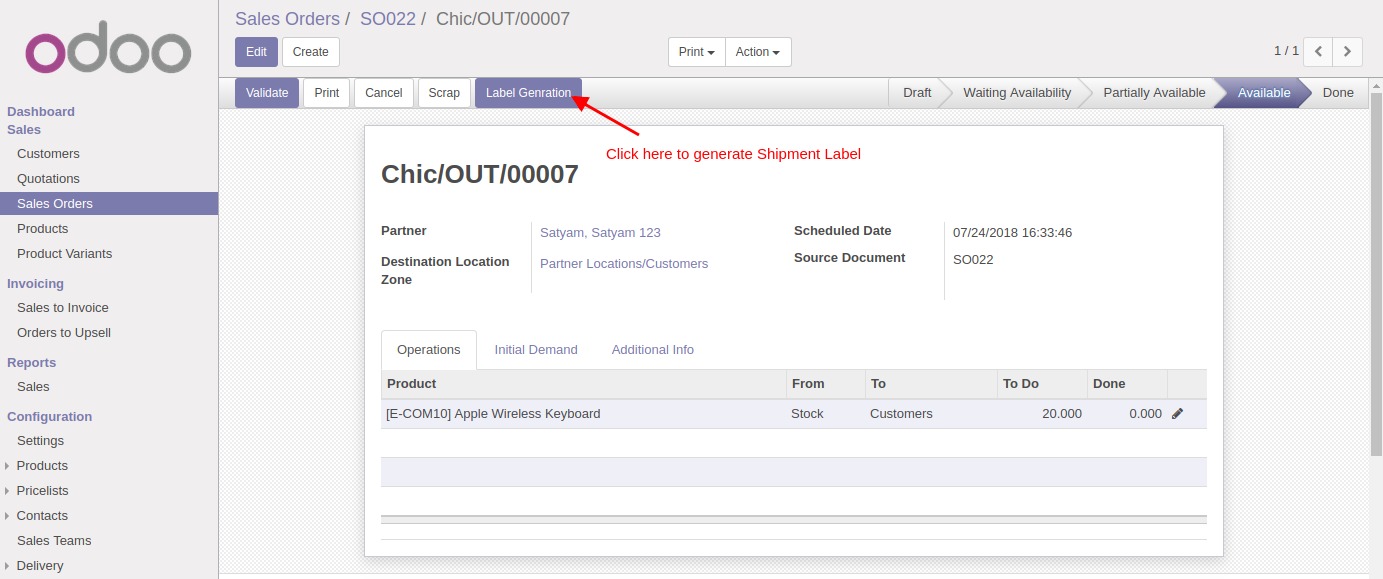 odoo
Dashboard
Sales
Customers
Quotations
Sales Orders
Products
Product Variants
Invoicing
Sales to Invoice
Orders to Upsell
Reports
Sales
Configuration
Settings
Products
Pricelists
Contacts
Sales Teams
Delivery
Sales Orders / SO022 / Chic/OUT/00007
Edit Create Print Action 1 / 1
Validate Print Cancel Scrap Label Genration Draft Waiting Availability Partially Available Available Done
Click here to generate Shipment Label
Chic/OUT/00007
Partner Satyam, Satyam 123 Scheduled Date 07/24/2018 16:33:46
Destination Location Partner Locations/Customers Source Document SO022
Zone
Operations Initial Demand Additional Info
Product From To To Do Done
[E-COM10] Apple Wireless Keyboard Stock Customers 20.000 0.000